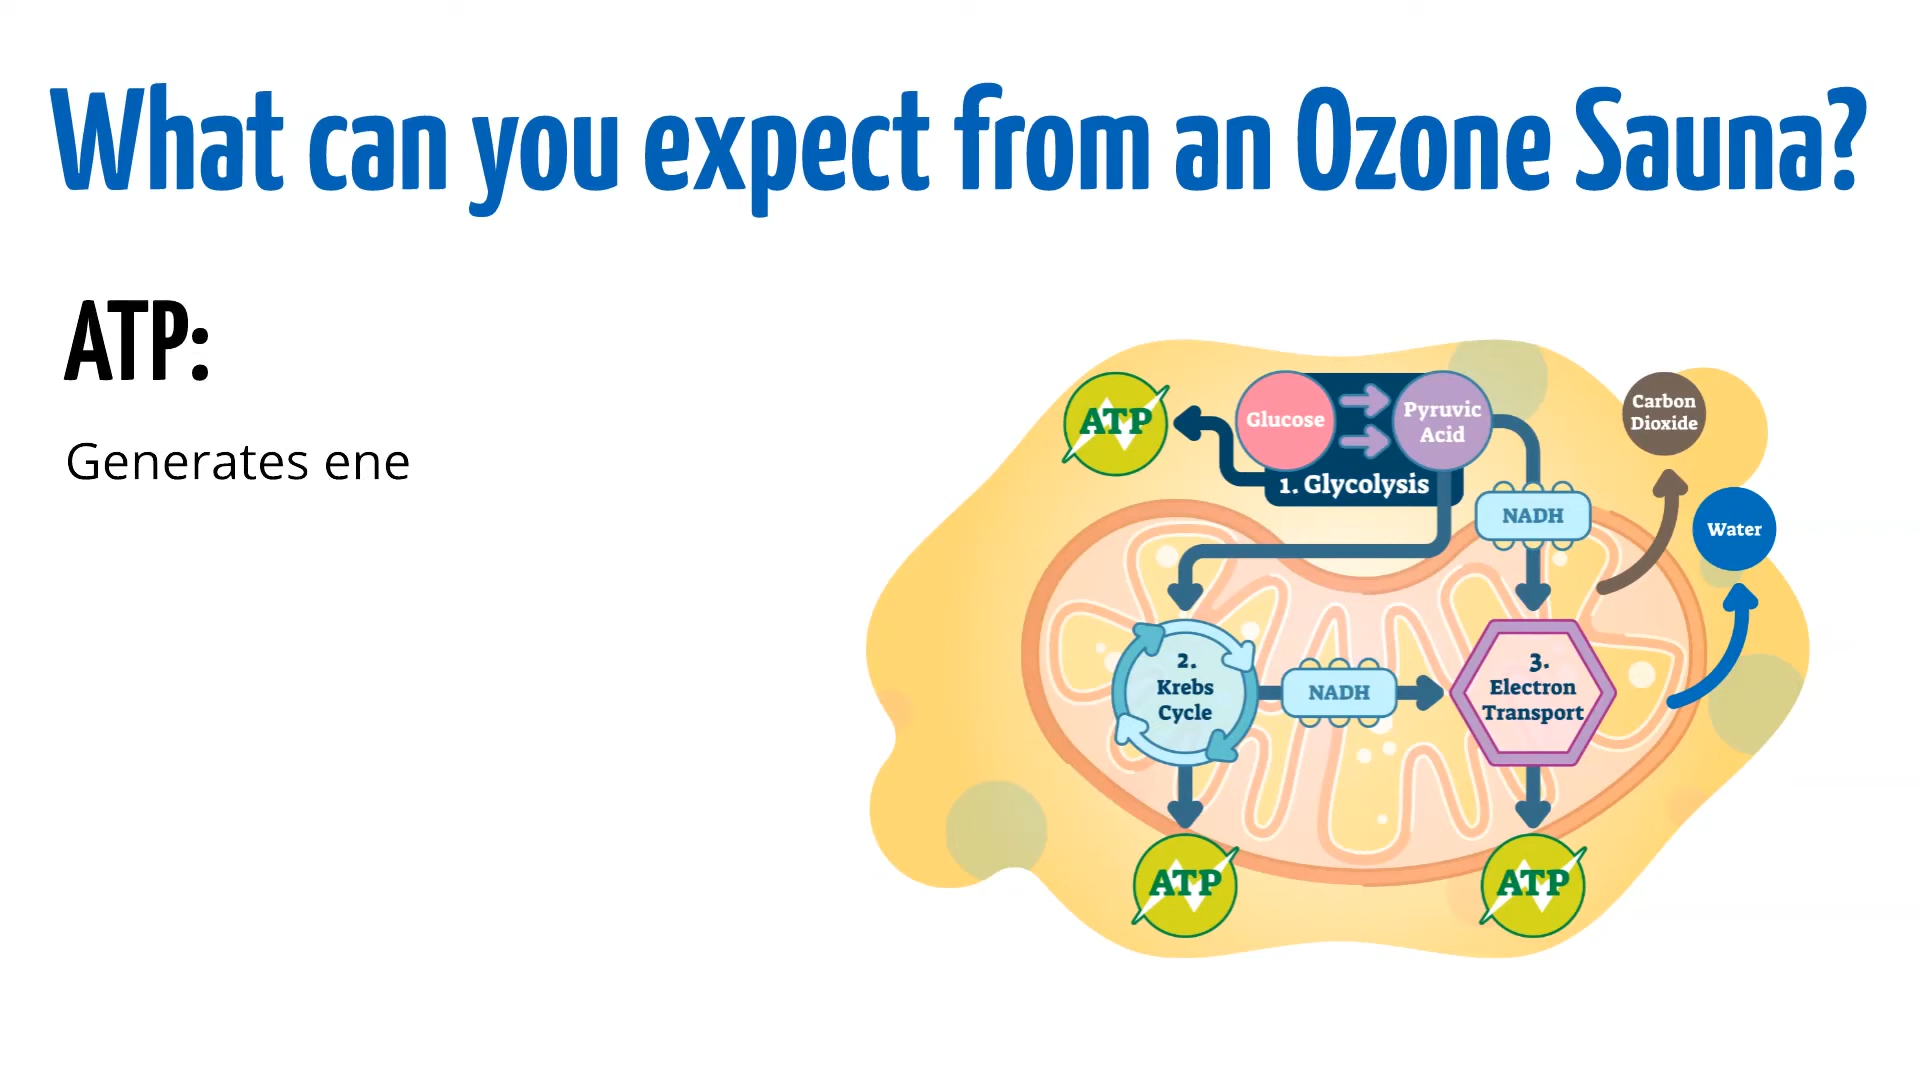 What can you expect from an Ozone Sauna?
ATP:
Generates ene
ATP
Glucose
Pyruvic
Acid
1. Glycolysis
Carbon
Dioxide
NADH
Water
2.
Krebs
Cycle
NADH
3.
Electron
Transport
ATP
ATP